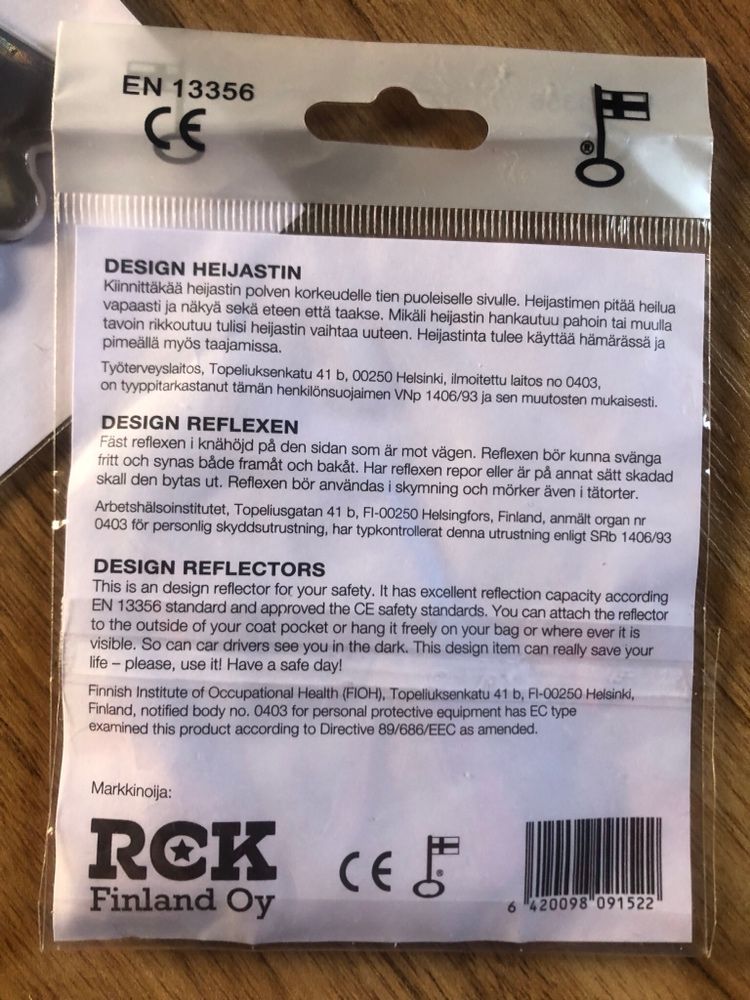 EN 13356
CE
®
DESIGN HEIJASTIN
Kiinnittäkää heijastin polven korkeudelle tien puoleiselle sivulle. Heijastimen pitää heilua
vapaasti ja näkyä sekä eteen että taakse. Mikäli heijastin hankautuu pahoin tai muulla
tavoin rikkoutuu tulisi heijastin vaihtaa uuteen. Heijastinta tulee käyttää hämärässä ja
pimeällä myös taajamissa.
Työterveyslaitos, Topeliuksenkatu 41 b, 00250 Helsinki, ilmoitettu laitos no 0403,
on tyyppitarkastanut tämän henkilönsuojaimen VNp 1406/93 ja sen muutosten mukaisesti.
DESIGN REFLEXEN
Fäst reflexen i knähöjd på den sidan som är mot vägen. Reflexen bör kunna svänga
fritt och synas både framåt och bakåt. Har reflexen repor eller är på annat sätt skadad
skall den bytas ut. Reflexen bör användas i skymning och mörker även i tätorter.
Arbetshälsoinstitutet, Topeliusgatan 41 b, FI-00250 Helsingfors, Finland, anmält organ nr
0403 för personlig skyddsutrustning, har typkontrollerat denna utrustning enligt SRb 1406/93
DESIGN REFLECTORS
This is an design reflector for your safety. It has excellent reflection capacity according
EN 13356 standard and approved the CE safety standards. You can attach the reflector
to the outside of your coat pocket or hang it freely on your bag or where ever it is
visible. So can car drivers see you in the dark. This design item can really save your
life – please, use it! Have a safe day!
Finnish Institute of Occupational Health (FIOH), Topeliuksenkatu 41 b, FI-00250 Helsinki,
Finland, notified body no. 0403 for personal protective equipment has EC type
examined this product according to Directive 89/686/EEC as amended.
Markkinoija:
RCK
Finland Oy
CE
®
6 420098 091522